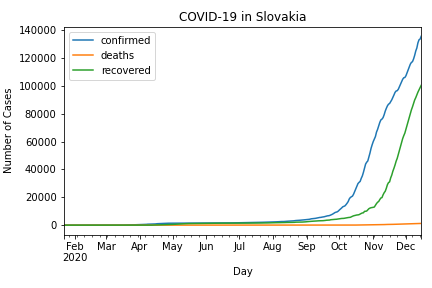 COVID-19 in Slovakia
140000
120000
100000
80000
60000
40000
20000
0
Number of Cases
confirmed
deaths
recovered
Feb Mar Apr May Jun Jul Aug Sep Oct Nov Dec
2020
Day